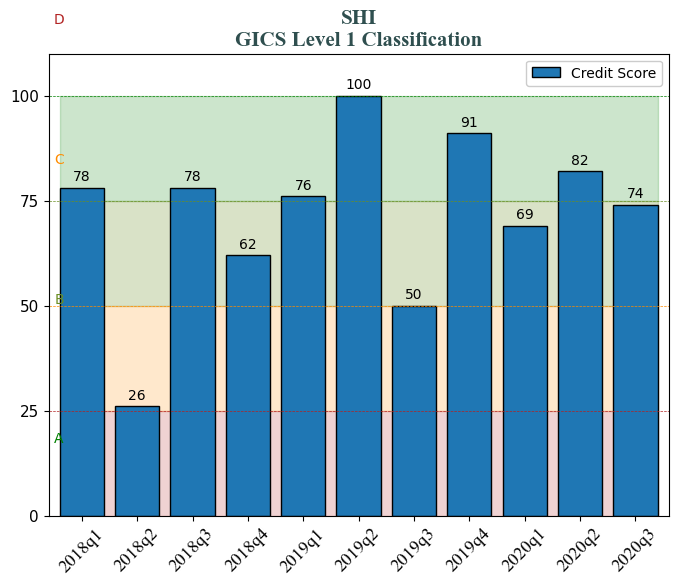 D
SHI
GICS Level 1 Classification
Credit Score
100
75
50
25
0
C
B
A
78
26
78
62
76
100
50
91
69
82
74
2018q1
2018q2
2018q3
2018q4
2019q1
2019q2
2019q3
2019q4
2020q1
2020q2
2020q3